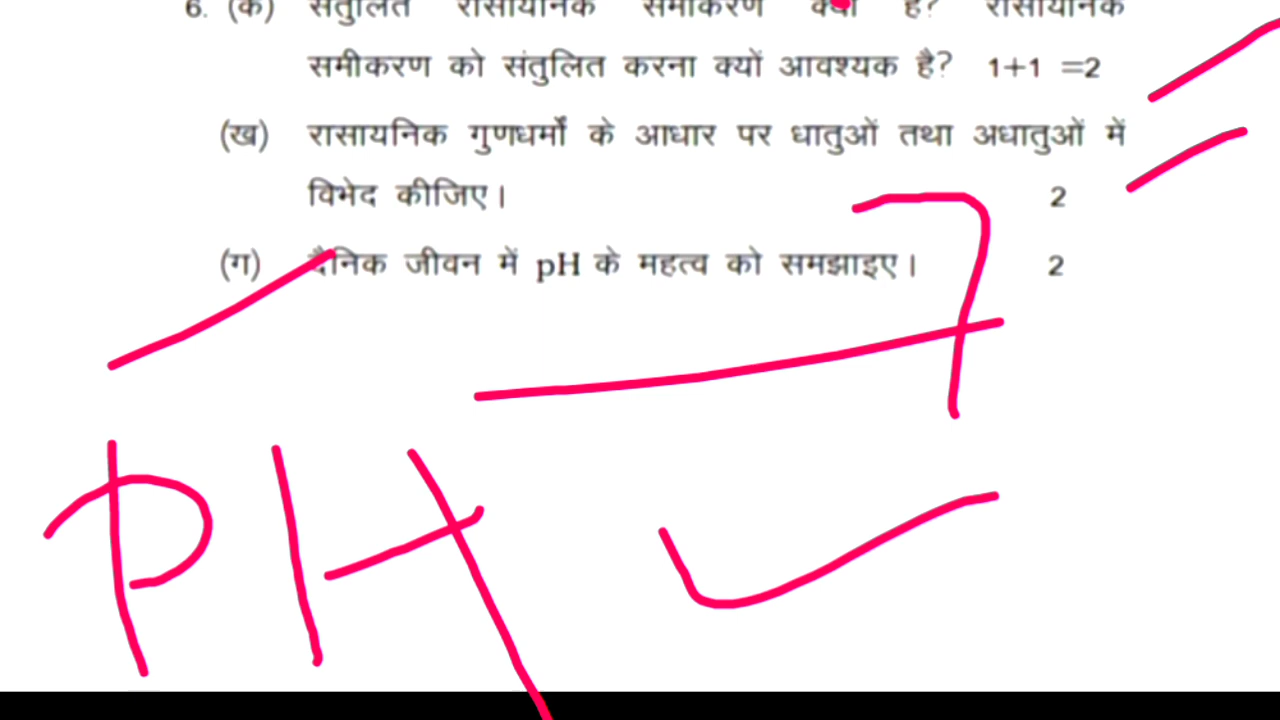 6. (क) संतुलित रासायनिक समीकरण क्या है? रासायनिक
समीकरण को संतुलित करना क्यों आवश्यक है? 1+1 =2
(ख) रासायनिक गुणधर्मों के आधार पर धातुओं तथा अधातुओं में
विभेद कीजिए। 2
(ग) दैनिक जीवन में pH के महत्व को समझाइए। 2
7
PH